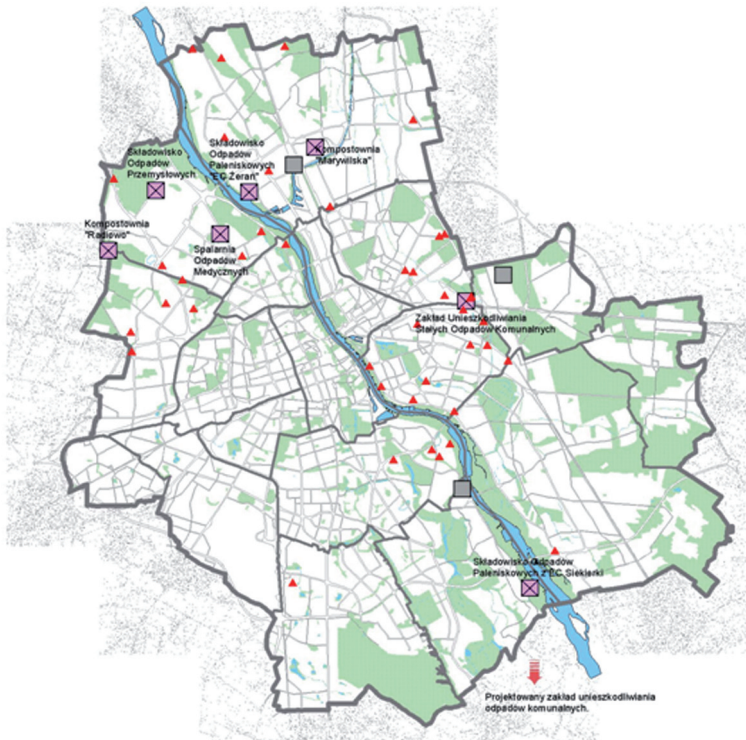 Składowisko
Odpadów
Przemysłowych
Składowisko
Odpadów
Paleniskowych
"EC Żerań"
Kompostownia
"Marywilska"
Kompostownia
"Radiowo"
Spalarnia
Odpadów
Medycznych
Zakład Unieszkodliwiania
Stałych Odpadów Komunalnych
Składowisko Odpadów
Paleniskowych z EC Siekierki
Projektowany zakład unieszkodliwiania
odpadów komunalnych.